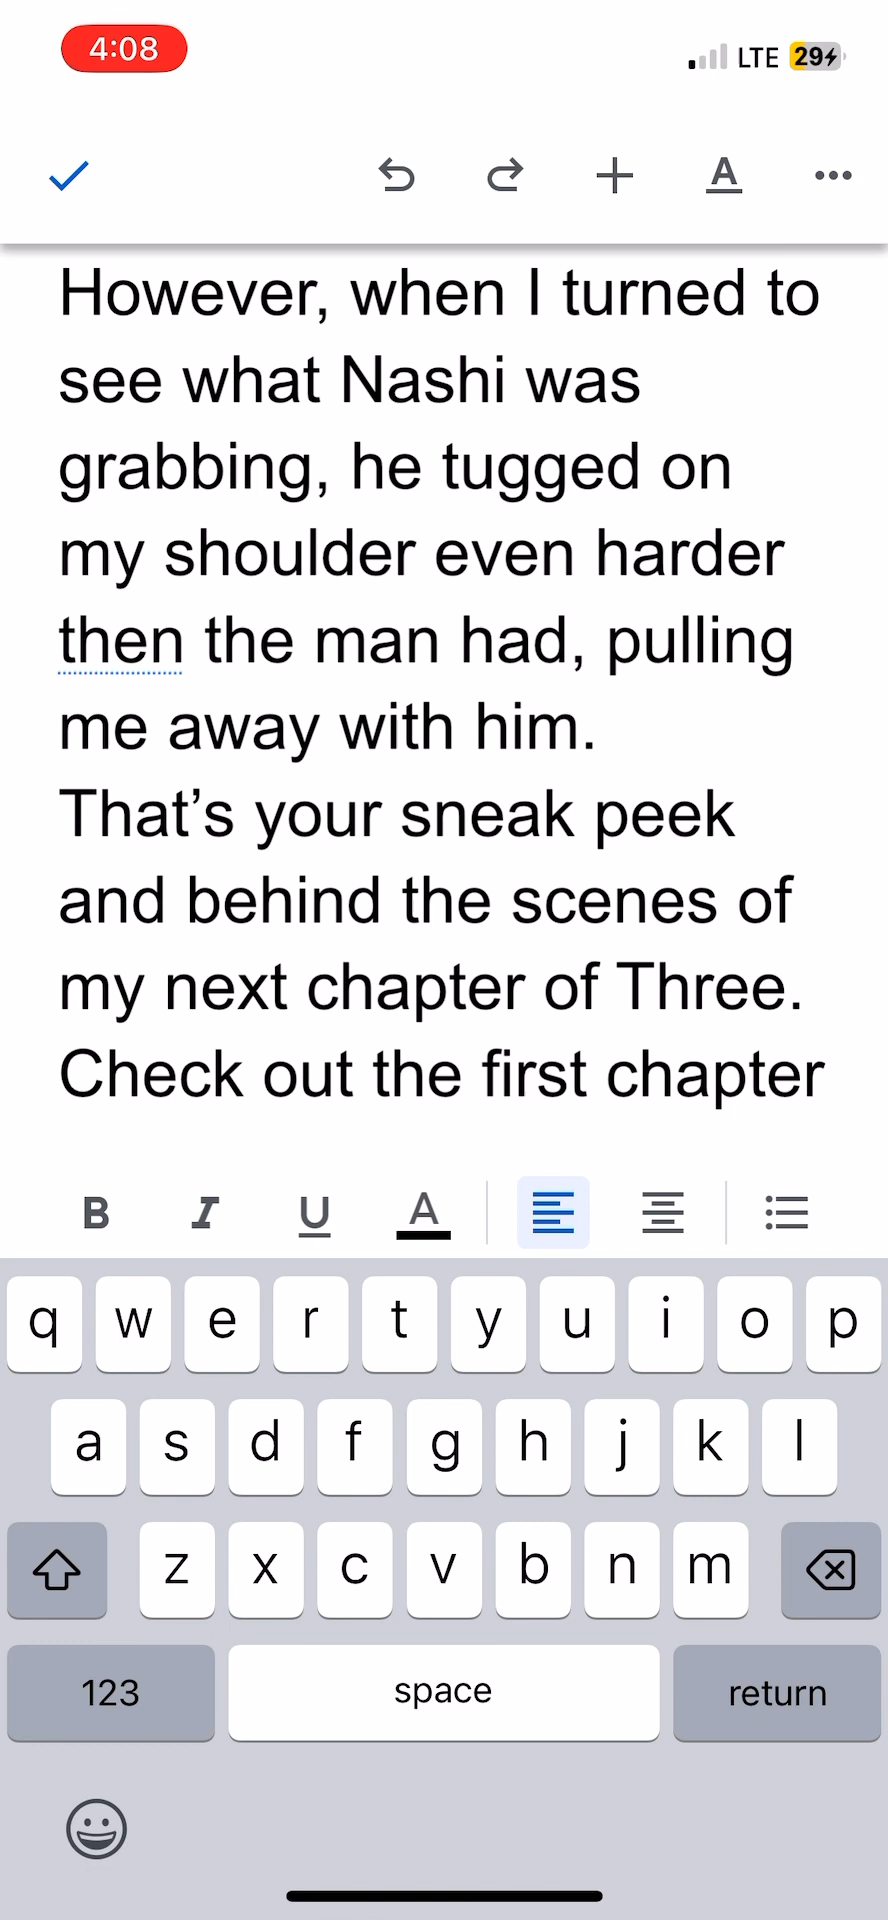 4:08
LTE 29
A
However, when I turned to
see what Nashi was
grabbing, he tugged on
my shoulder even harder
then the man had, pulling
me away with him.
That’s your sneak peek
and behind the scenes of
my next chapter of Three.
Check out the first chapter
B I U A
q w e r t y u i o p
a s d f g h j k l
z x c v b n m
123 space return